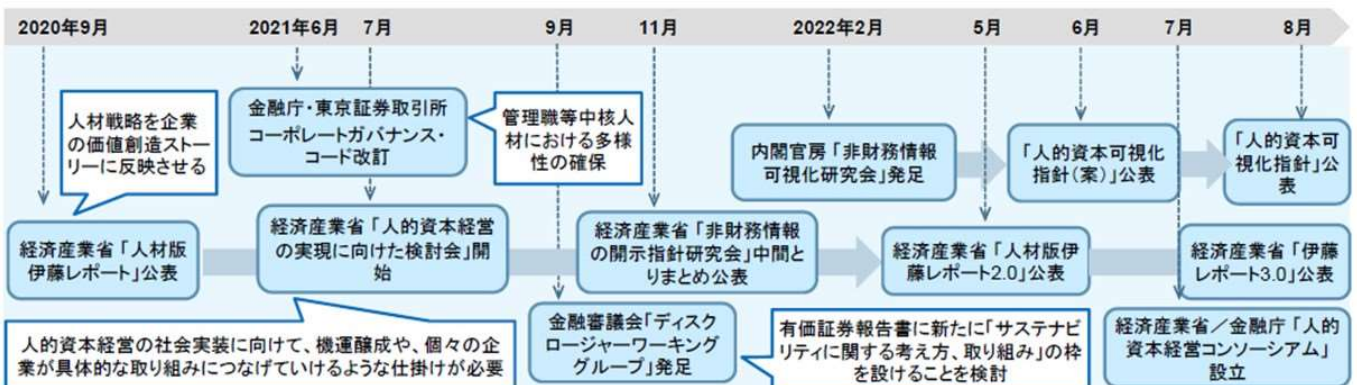 2020年9月
2021年6月
7月
9月
11月
2022年2月
5月
6月
7月
8月
人材戦略を企業
の価値創造ストー
リーに反映させる
金融庁・東京証券取引所
コーポレートガバナンス・
コード改訂
管理職等中核人
材における多様
性の確保
内閣官房「非財務情報
可視化研究会」発足
「人的資本可視化
指針(案)」公表
「人的資本可
視化指針」公
表
経済産業省「人材版
伊藤レポート」公表
経済産業省「人的資本経営
の実現に向けた検討会」開
始
経済産業省「非財務情報
の開示指針研究会」中間と
りまとめ公表
経済産業省「人材版伊
藤レポート2.0」公表
経済産業省「伊藤
レポート3.0」公表
人的資本経営の社会実装に向けて、機運醸成や、個々の企
業が具体的な取り組みにつなげていけるような仕掛けが必要
金融審議会「ディスク
ロージャーワーキング
グループ」発足
有価証券報告書に新たに「サステナビ
リティに関する考え方、取り組み」の枠
を設けることを検討
経済産業省/金融庁「人的
資本経営コンソーシアム」
設立